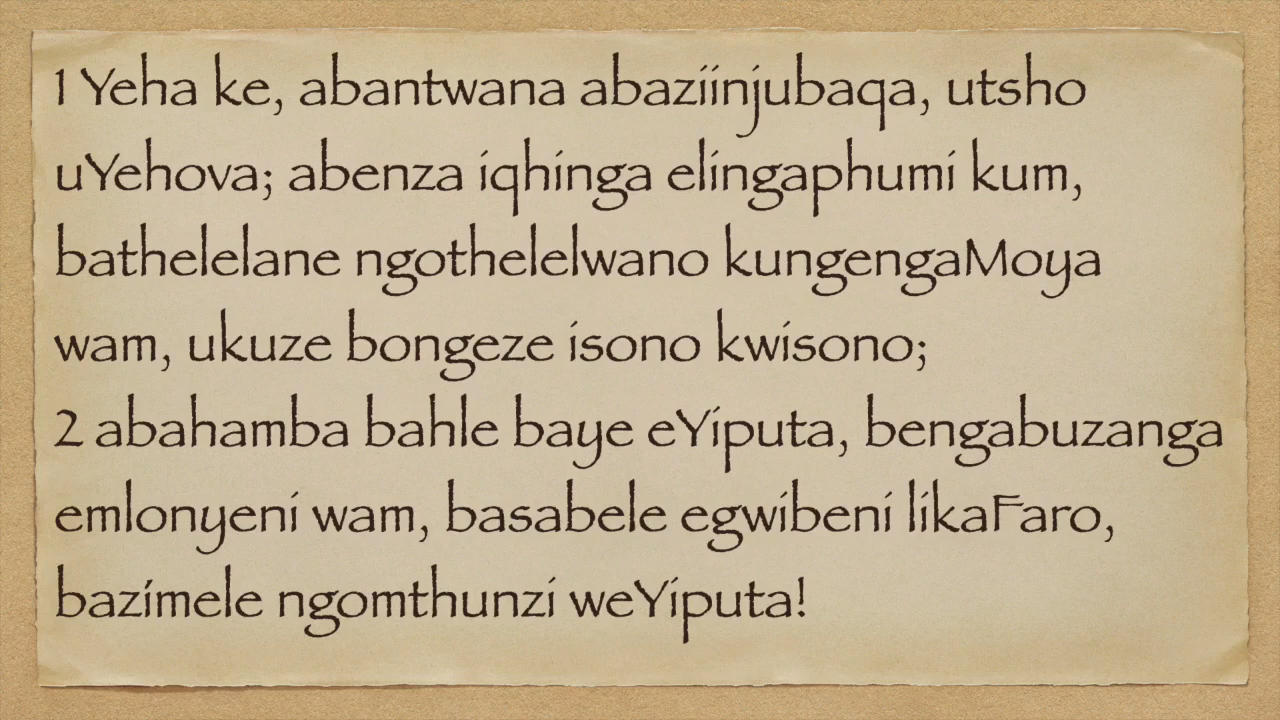 1 Yeha ke, abantwana abaziinjubaqa, utsho
uYehova; abenza iqhinga elingaphumi kum,
bathelelane ngothelelwano kungengaMoya
wam, ukuze bongeze isono kwisono;
2 abahamba bahle baye eYiputa, bengabuzanga
emlonyeni wam, basabele egwibeni likaFaro,
bazimele ngomthunzi weYiputa!